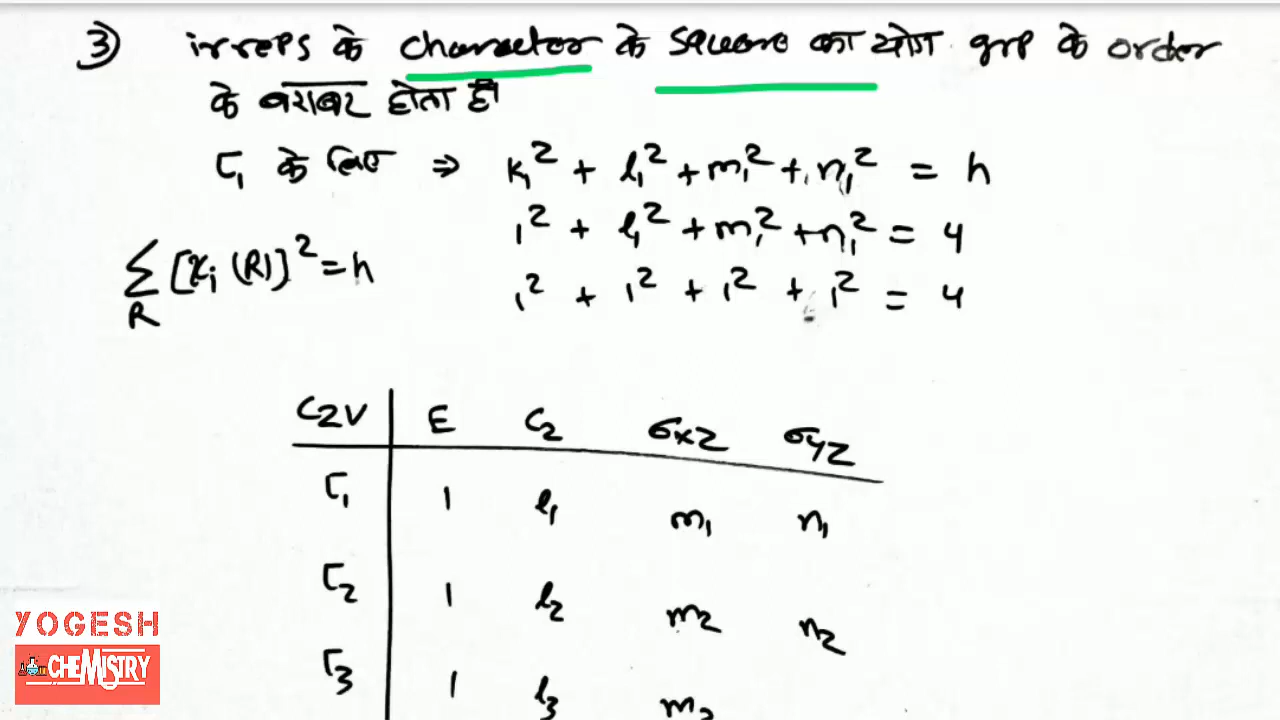 3) irreps के character के square का योग grp के order
के बराबर होता है
Γ₁ के लिए ⇒ k₁² + l₁² + m₁² + n₁² = h
1² + l₁² + m₁² + n₁² = 4
∑R [χi (R)]² = h
1² + 1² + 1² + 1² = 4
C2V E C₂ σxz σyz
Γ₁ 1 l₁ m₁ n₁
Γ₂ 1 l₂ m₂ n₂
Γ₃ 1 l₃ m₃
YOGESH
CHEMISTRY